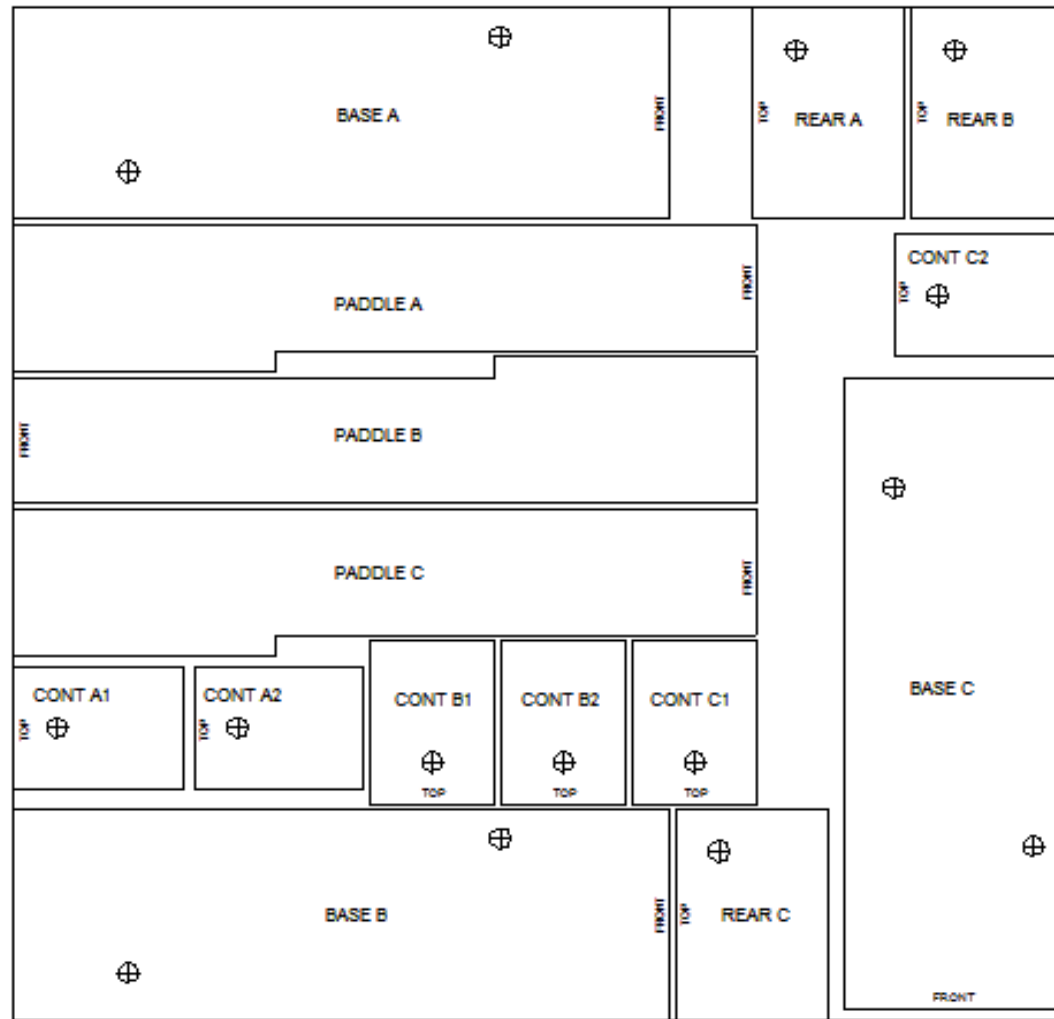 BASE A
FRONT
TOP
REAR A
TOP
REAR B
PADDLE A
FRONT
CONT C2
TOP
FRONT
PADDLE B
PADDLE C
FRONT
CONT A1
TOP
CONT A2
TOP
CONT B1
TOP
CONT B2
TOP
CONT C1
TOP
BASE C
FRONT
BASE B
FRONT
TOP
REAR C